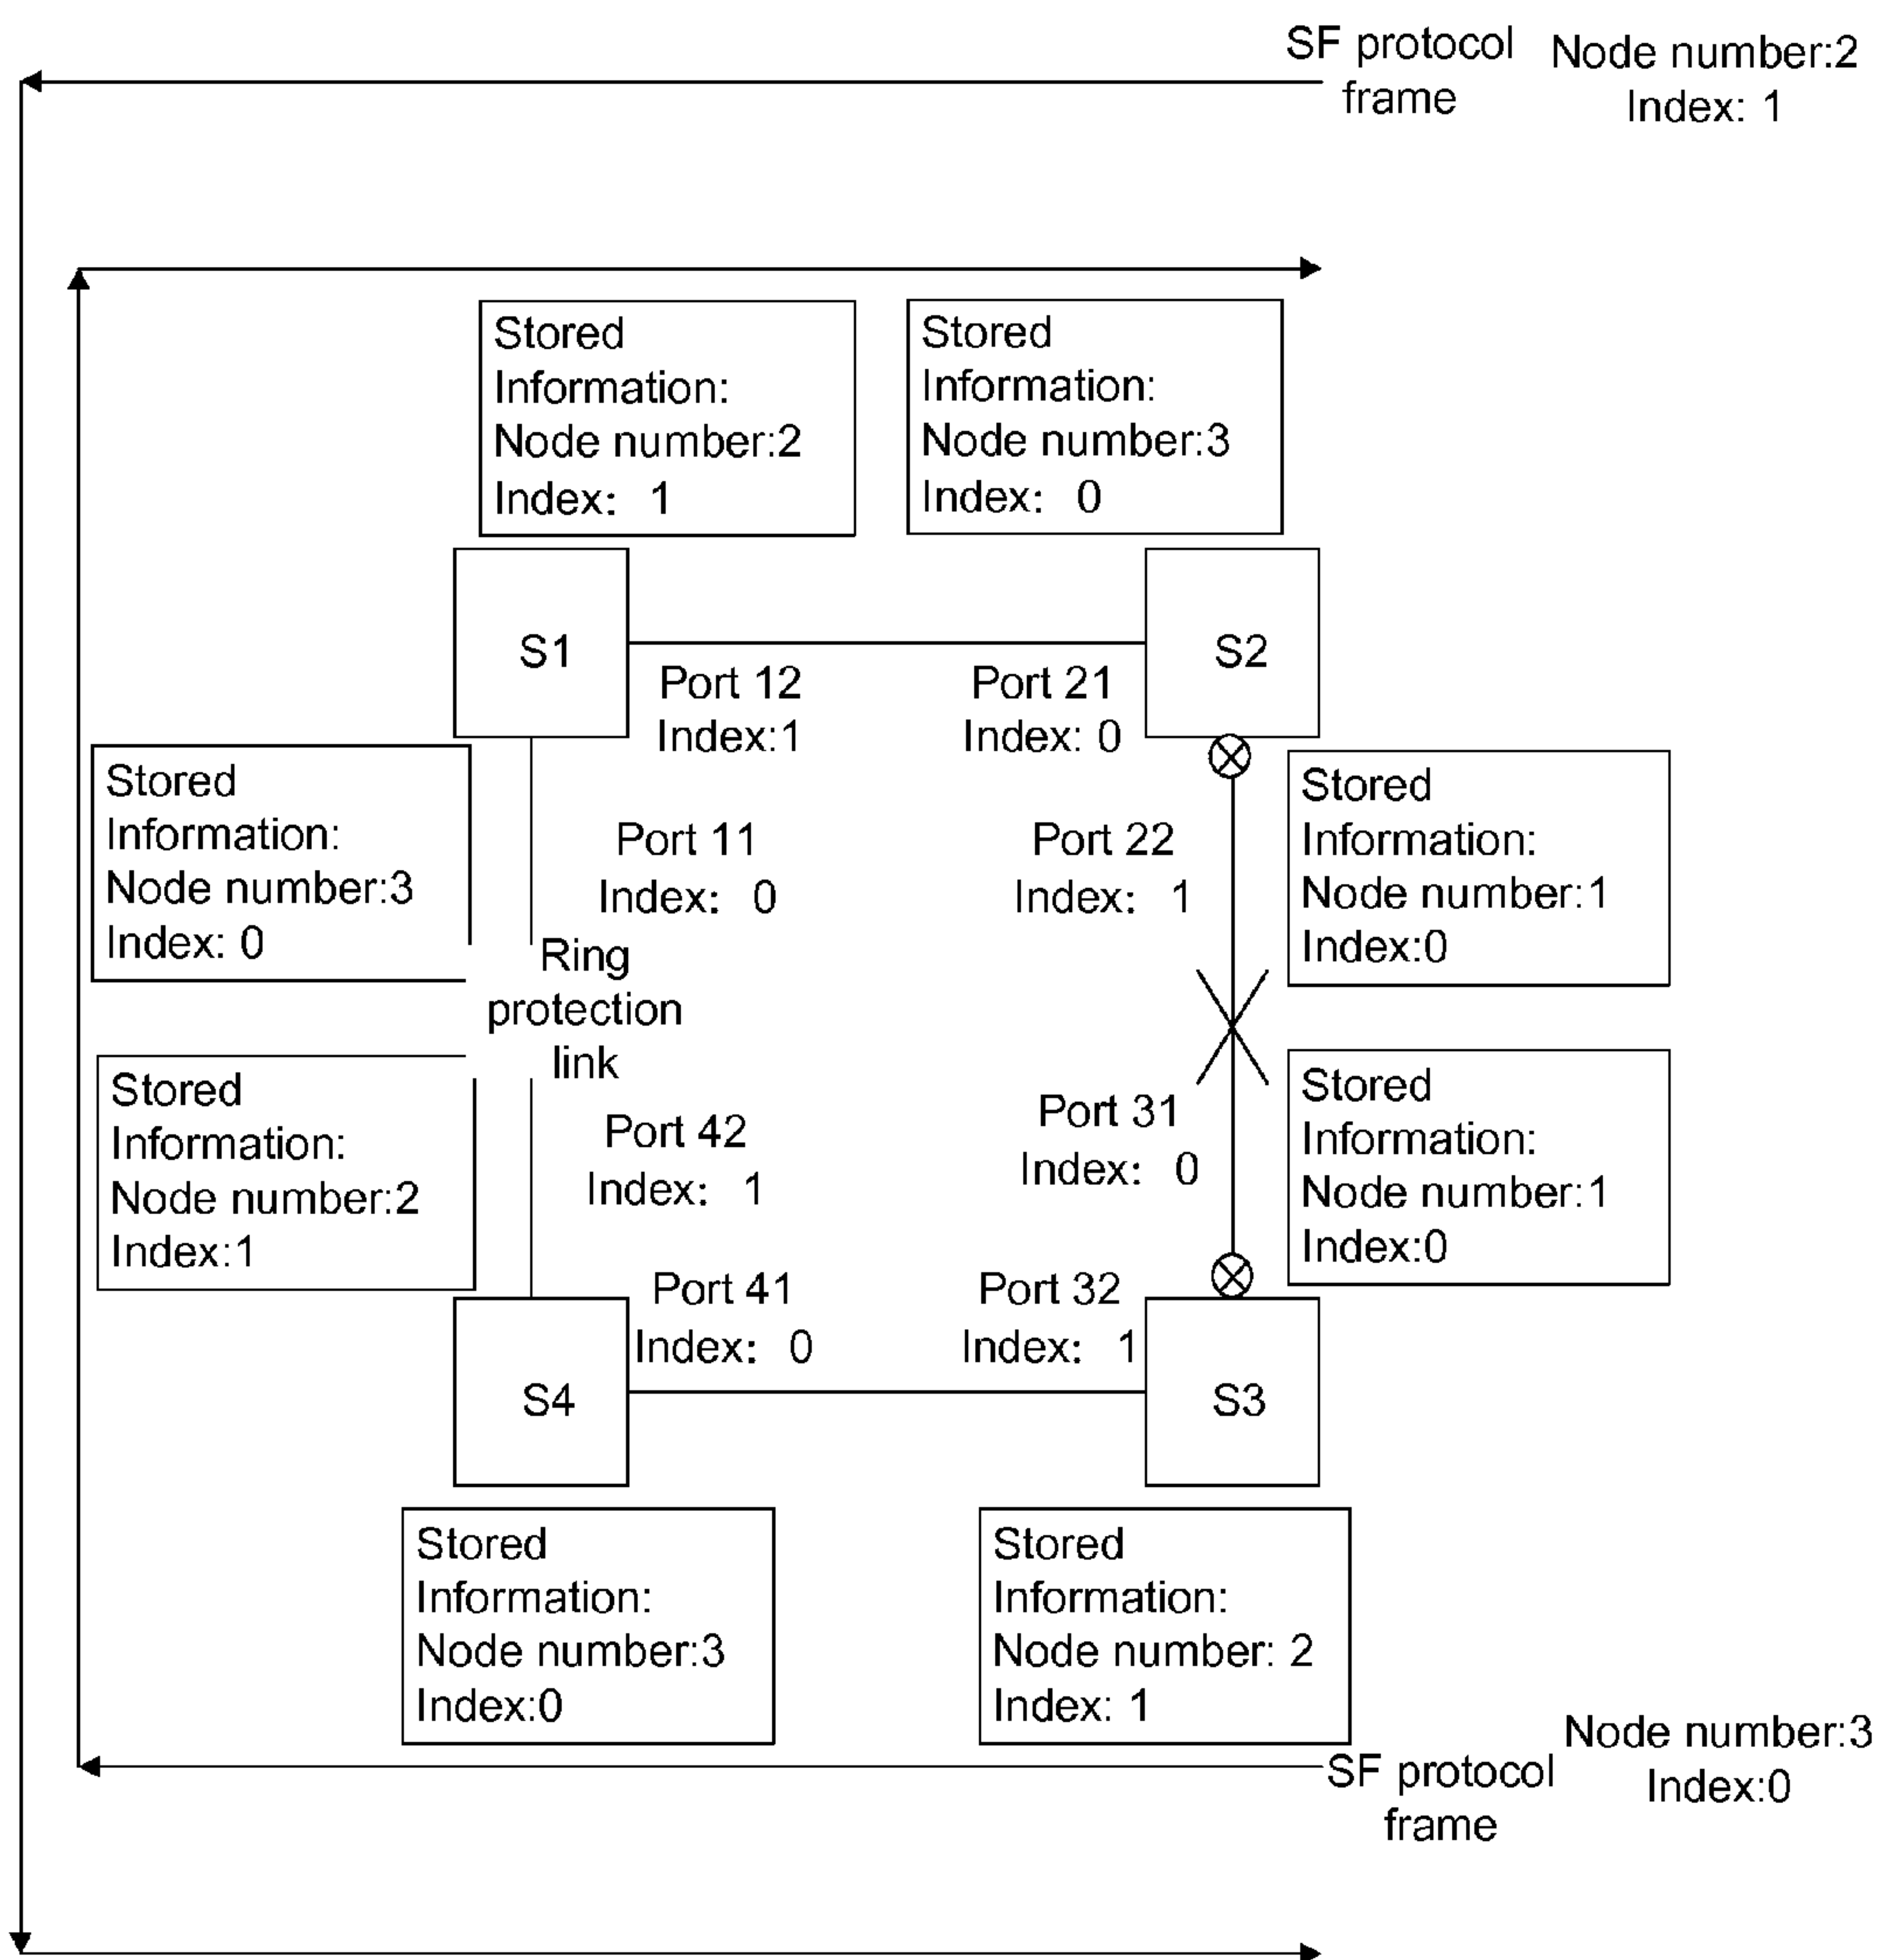 SF protocol
frame
Node number:2
Index: 1
Stored
Information:
Node number:2
Index: 1
Stored
Information:
Node number:3
Index: 0
S1
S2
Port 12
Index:1
Port 21
Index: 0
Stored
Information:
Node number:3
Index: 0
Port 11
Index: 0
Port 22
Index: 1
Stored
Information:
Node number:1
Index:0
Ring
protection
link
Stored
Information:
Node number:2
Index:1
Port 42
Index: 1
Port 31
Index: 0
Stored
Information:
Node number:1
Index:0
Port 41
Index: 0
Port 32
Index: 1
S4
S3
Stored
Information:
Node number:3
Index:0
Stored
Information:
Node number: 2
Index: 1
SF protocol
frame
Node number:3
Index:0